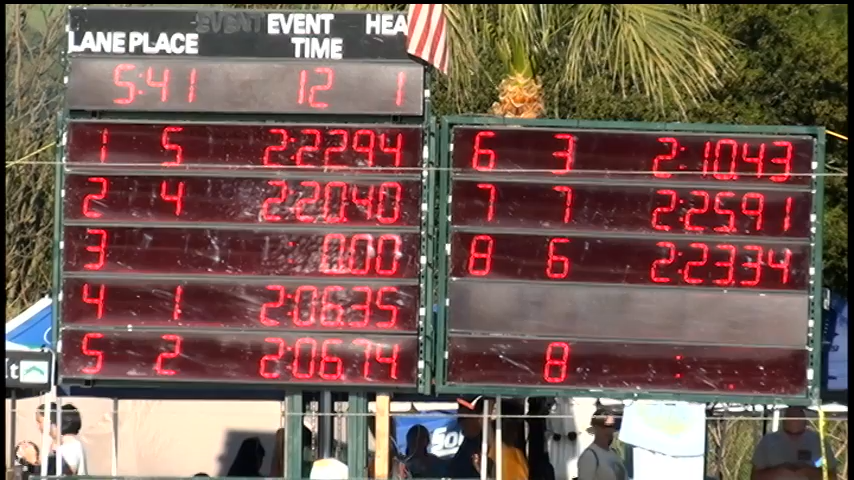 EVENT EVENT HEA
LANE PLACE TIME
5:41 12 1
1 5 2:22.94
2 4 2:20.40
3 : 0.00
4 1 2:06.35
5 2 2:06.74
6 3 2:10.43
7 7 2:25.91
8 6 2:23.34
8 : .